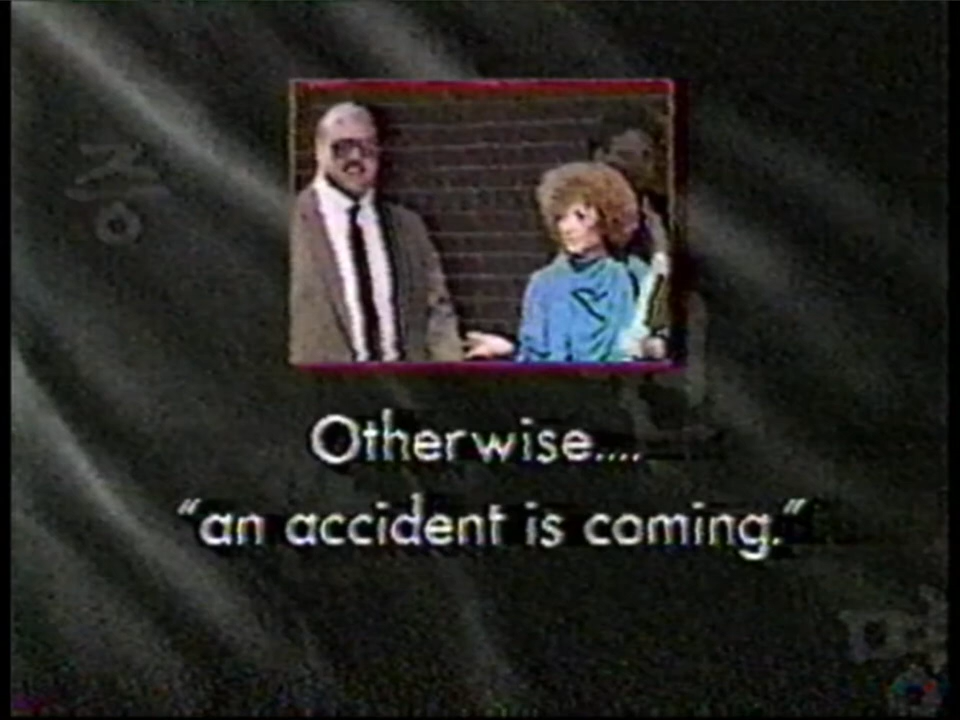 Otherwise....
“an accident is coming.”